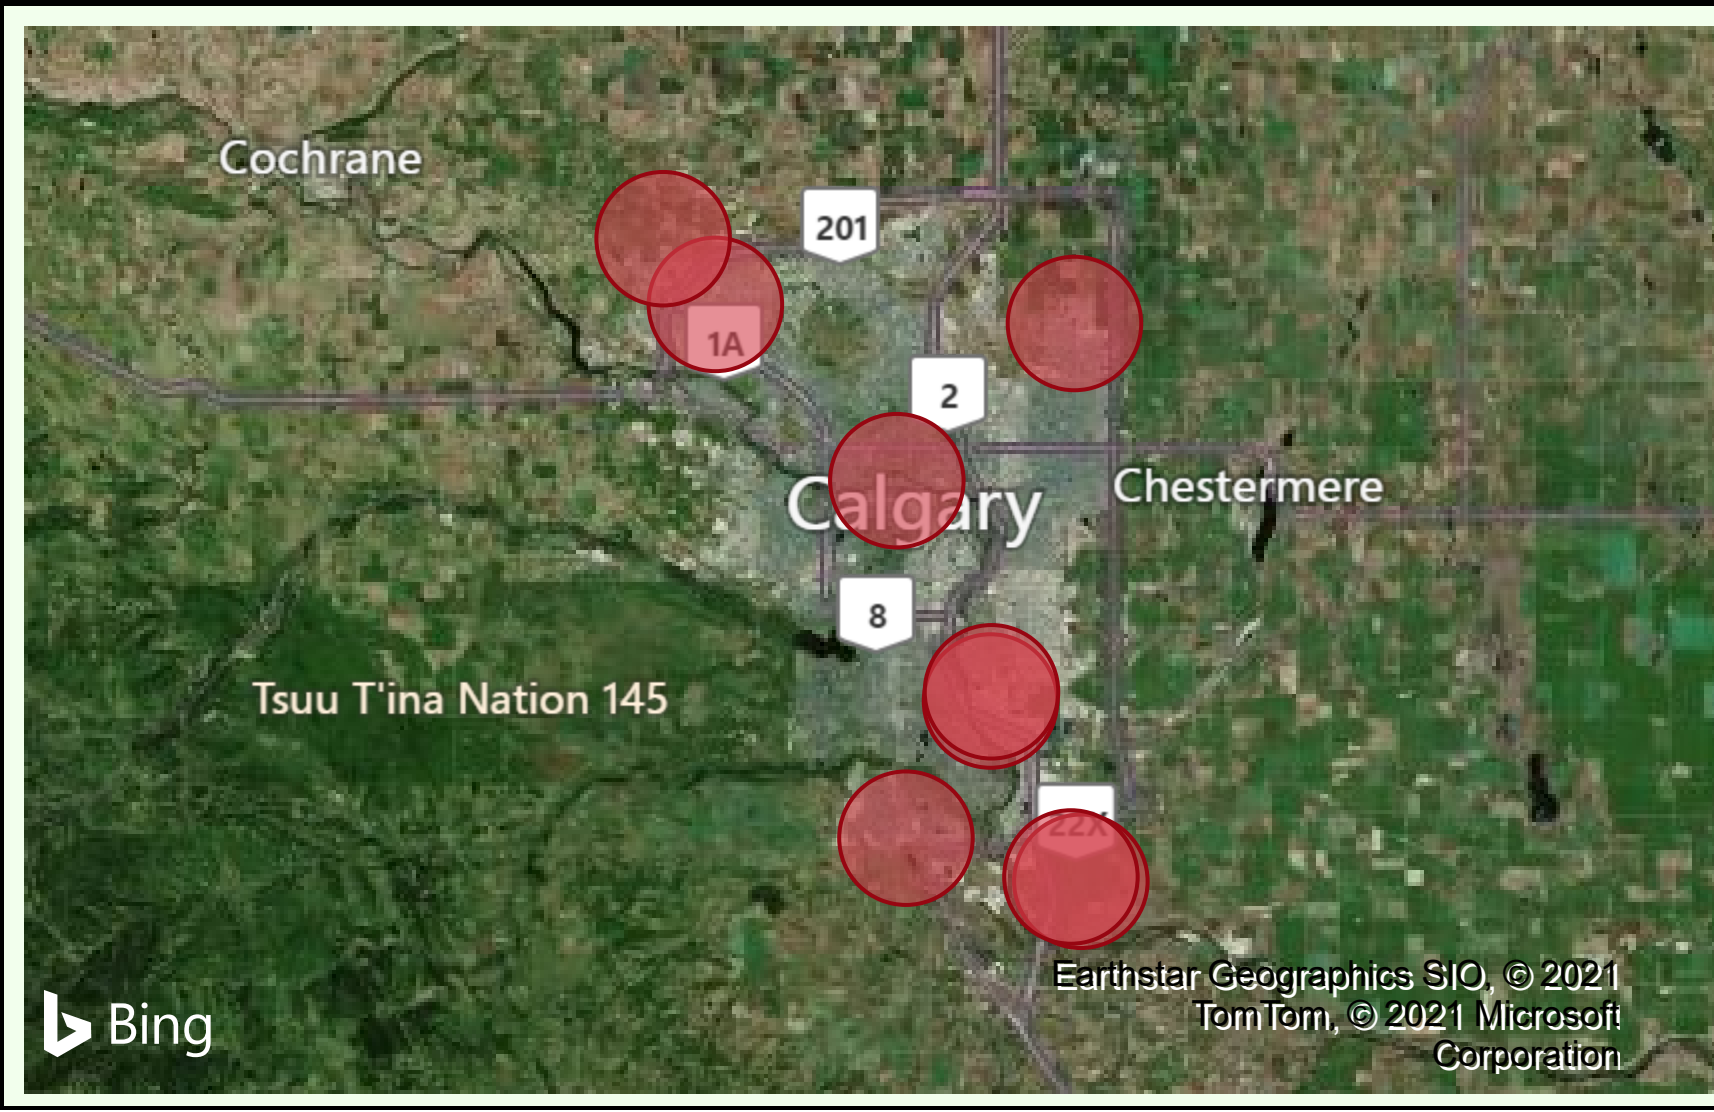 Cochrane
201
1A
2
Calgary
Chestermere
8
Tsuu T'ina Nation 145
22X
Earthstar Geographics SIO, © 2021
TomTom, © 2021 Microsoft
Corporation
Bing